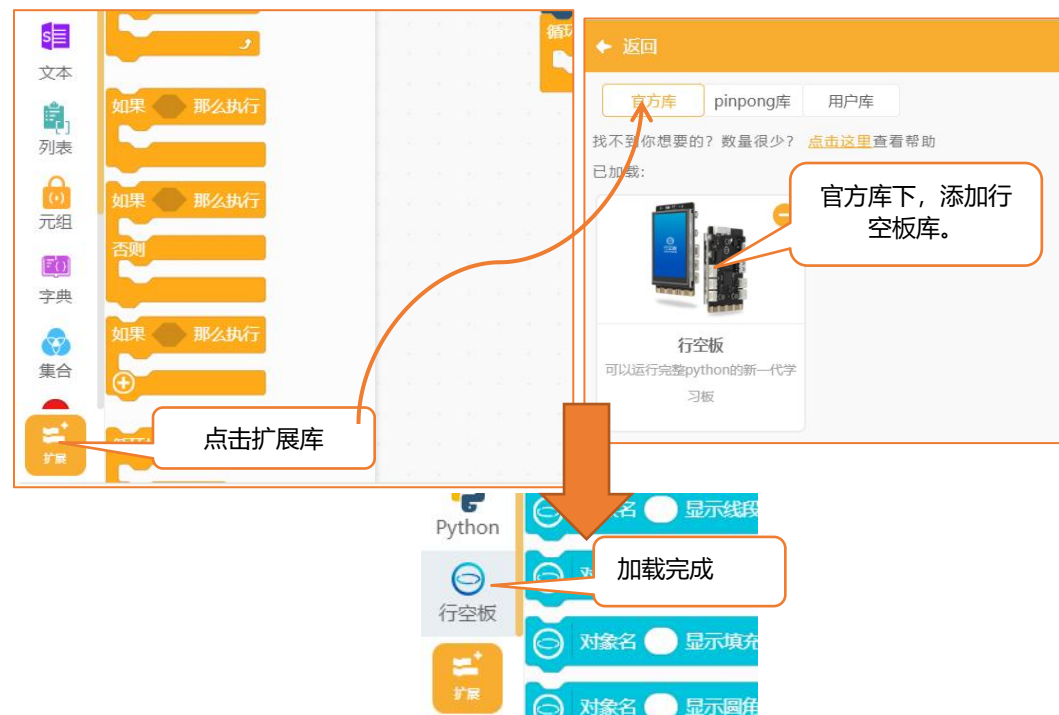 文本
列表
元组
字典
集合
扩展
如果 那么执行
如果 那么执行
否则
如果 那么执行
点击扩展库
返回
官方库 pinpong库 用户库
找不到你想要的？数量很少？ 点击这里查看帮助
已加载:
官方库下，添加行
空板库。
行空板
可以运行完整python的新一代学
习板
Python
行空板
扩展
显示线段
加载完成
对象名 显示填充
对象名 显示圆角